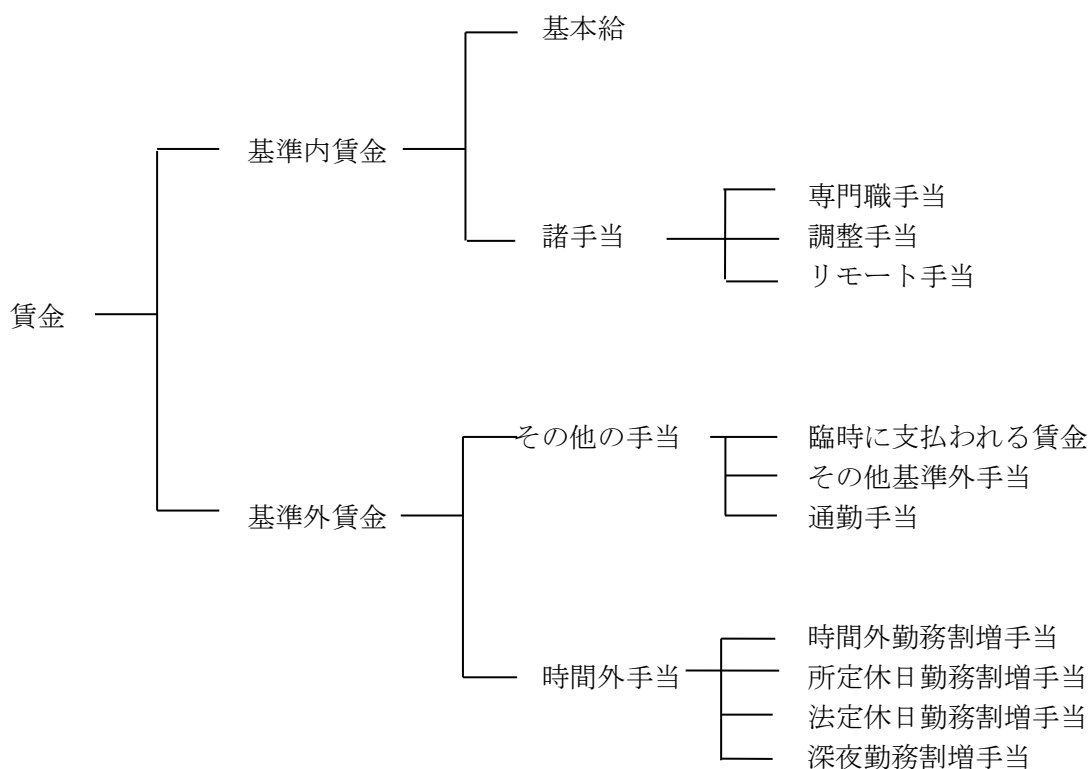 基本給
基準内賃金
諸手当
専門職手当
調整手当
リモート手当
賃金
その他の手当
臨時に支払われる賃金
その他基準外手当
通勤手当
基準外賃金
時間外手当
時間外勤務割増手当
所定休日勤務割増手当
法定休日勤務割増手当
深夜勤務割増手当